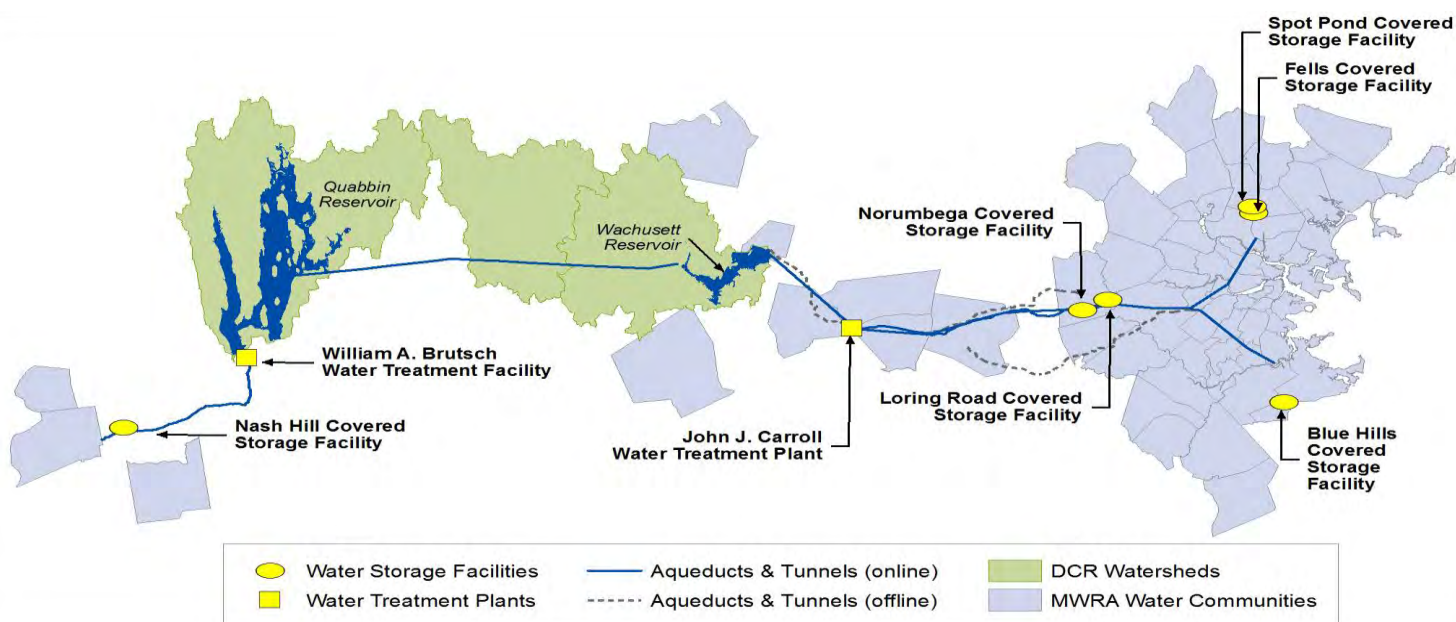 Spot Pond Covered
Storage Facility
Fells Covered
Storage Facility
Quabbin
Reservoir
Wachusett
Reservoir
Norumbega Covered
Storage Facility
William A. Brutsch
Water Treatment Facility
Nash Hill Covered
Storage Facility
John J. Carroll
Water Treatment Plant
Loring Road Covered
Storage Facility
Blue Hills
Covered
Storage
Facility
Water Storage Facilities
Aqueducts & Tunnels (online)
DCR Watersheds
Water Treatment Plants
Aqueducts & Tunnels (offline)
MWRA Water Communities